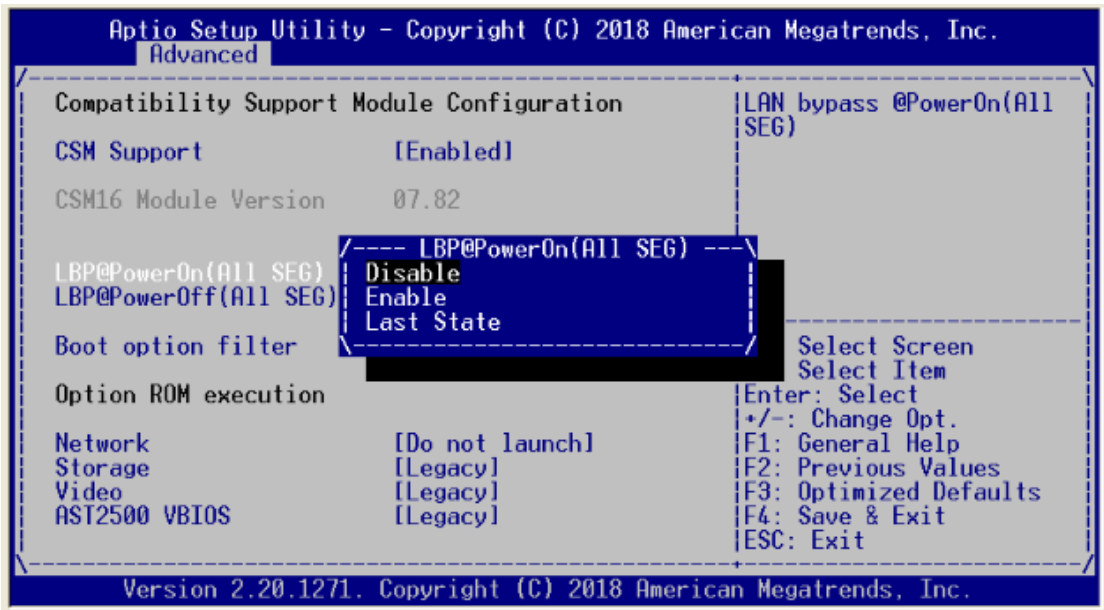 Aptio Setup Utility - Copyright (C) 2018 American Megatrends, Inc.
Advanced
Compatibility Support Module Configuration
CSM Support [Enabled]
CSM16 Module Version 07.82
LBP@PowerOn(All SEG)
LBP@PowerOff(All SEG)
Boot option filter
Option ROM execution
Network [Do not launch]
Storage [Legacy]
Video [Legacy]
AST2500 VBIOS [Legacy]
LBP@PowerOn(All SEG)
Disable
Enable
Last State
LAN bypass @PowerOn(All
SEG)
Select Screen
Select Item
Enter: Select
+/-: Change Opt.
F1: General Help
F2: Previous Values
F3: Optimized Defaults
F4: Save & Exit
ESC: Exit
Version 2.20.1271. Copyright (C) 2018 American Megatrends, Inc.